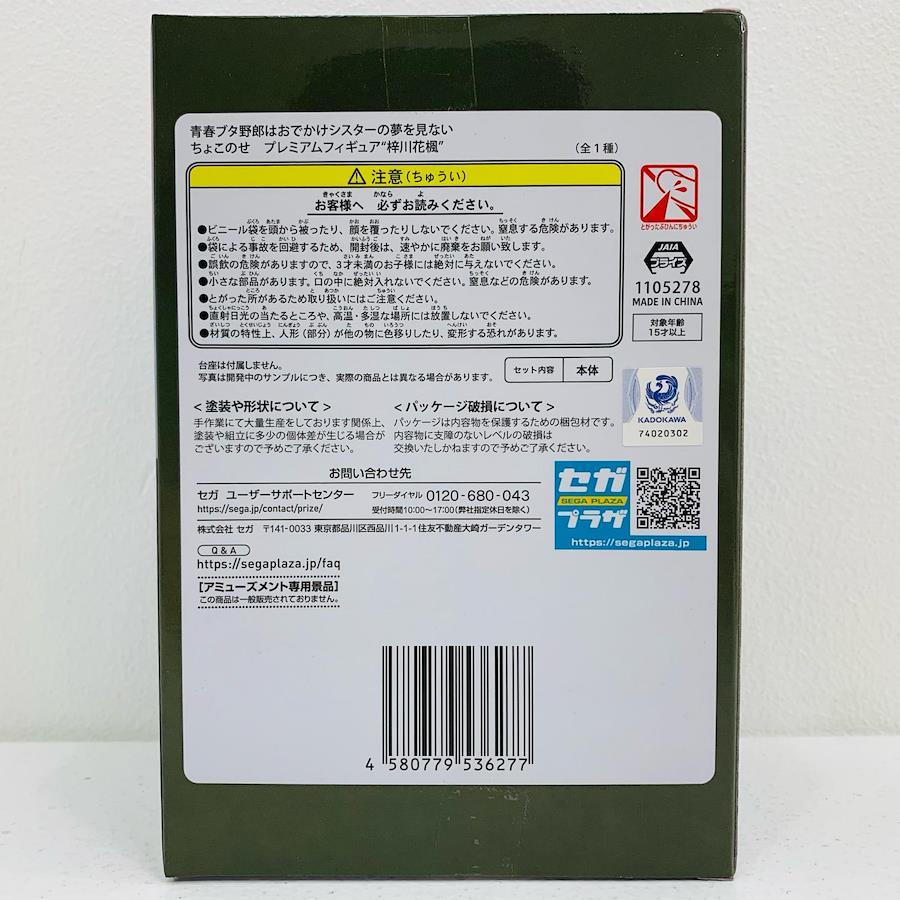 青春ブタ野郎はおでかけシスターの夢を見ない
ちょこのせ プレミアムフィギュア“梓川花楓” (全1種)
⚠ 注意(ちゅうい)
お客様へ 必ずお読みください。
●ビニール袋を頭から被ったり、顔を覆ったりしないでください。窒息する危険があります。
●袋による事故を回避するため、開封後は、速やかに廃棄をお願い致します。
●誤飲の危険がありますので、3才未満のお子様には絶対に与えないでください。
●小さな部品があります。口の中に絶対入れないでください。窒息などの危険があります。
●とがった所があるため取り扱いにはご注意ください。
●直射日光の当たるところや、高温・多湿な場所には放置しないでください。
●材質の特性上、人形(部分)が他の物に色移りしたり、変形する恐れがあります。
とがったぶひんにちゅうい
JAIA
プライズ
1105278
MADE IN CHINA
対象年齢
15才以上
台座は付属しません。
写真は開発中のサンプルにつき、実際の商品とは異なる場合があります。
セット内容 本体
KADOKAWA
74020302
<塗装や形状について>
手作業にて大量生産をしております関係上、
塗装や組立に多少の個体差が生じる場合が
ございますので予めご了承ください。
<パッケージ破損について>
パッケージは内容物を保護するための梱包材です。
内容物に支障のないレベルの破損は
交換いたしかねますので予めご了承ください。
お問い合わせ先
セガ ユーザーサポートセンター フリーダイヤル 0120-680-043
https://sega.jp/contact/prize/ 受付時間10:00〜17:00(弊社指定休日を除く)
株式会社 セガ 〒141-0033 東京都品川区西品川1-1-1住友不動産大崎ガーデンタワー
セガ
SEGA PLAZA
プラザ
https://segaplaza.jp
Q & A
https://segaplaza.jp/faq
[アミューズメント専用景品]
この商品は一般販売されておりません。
4 580779 536277